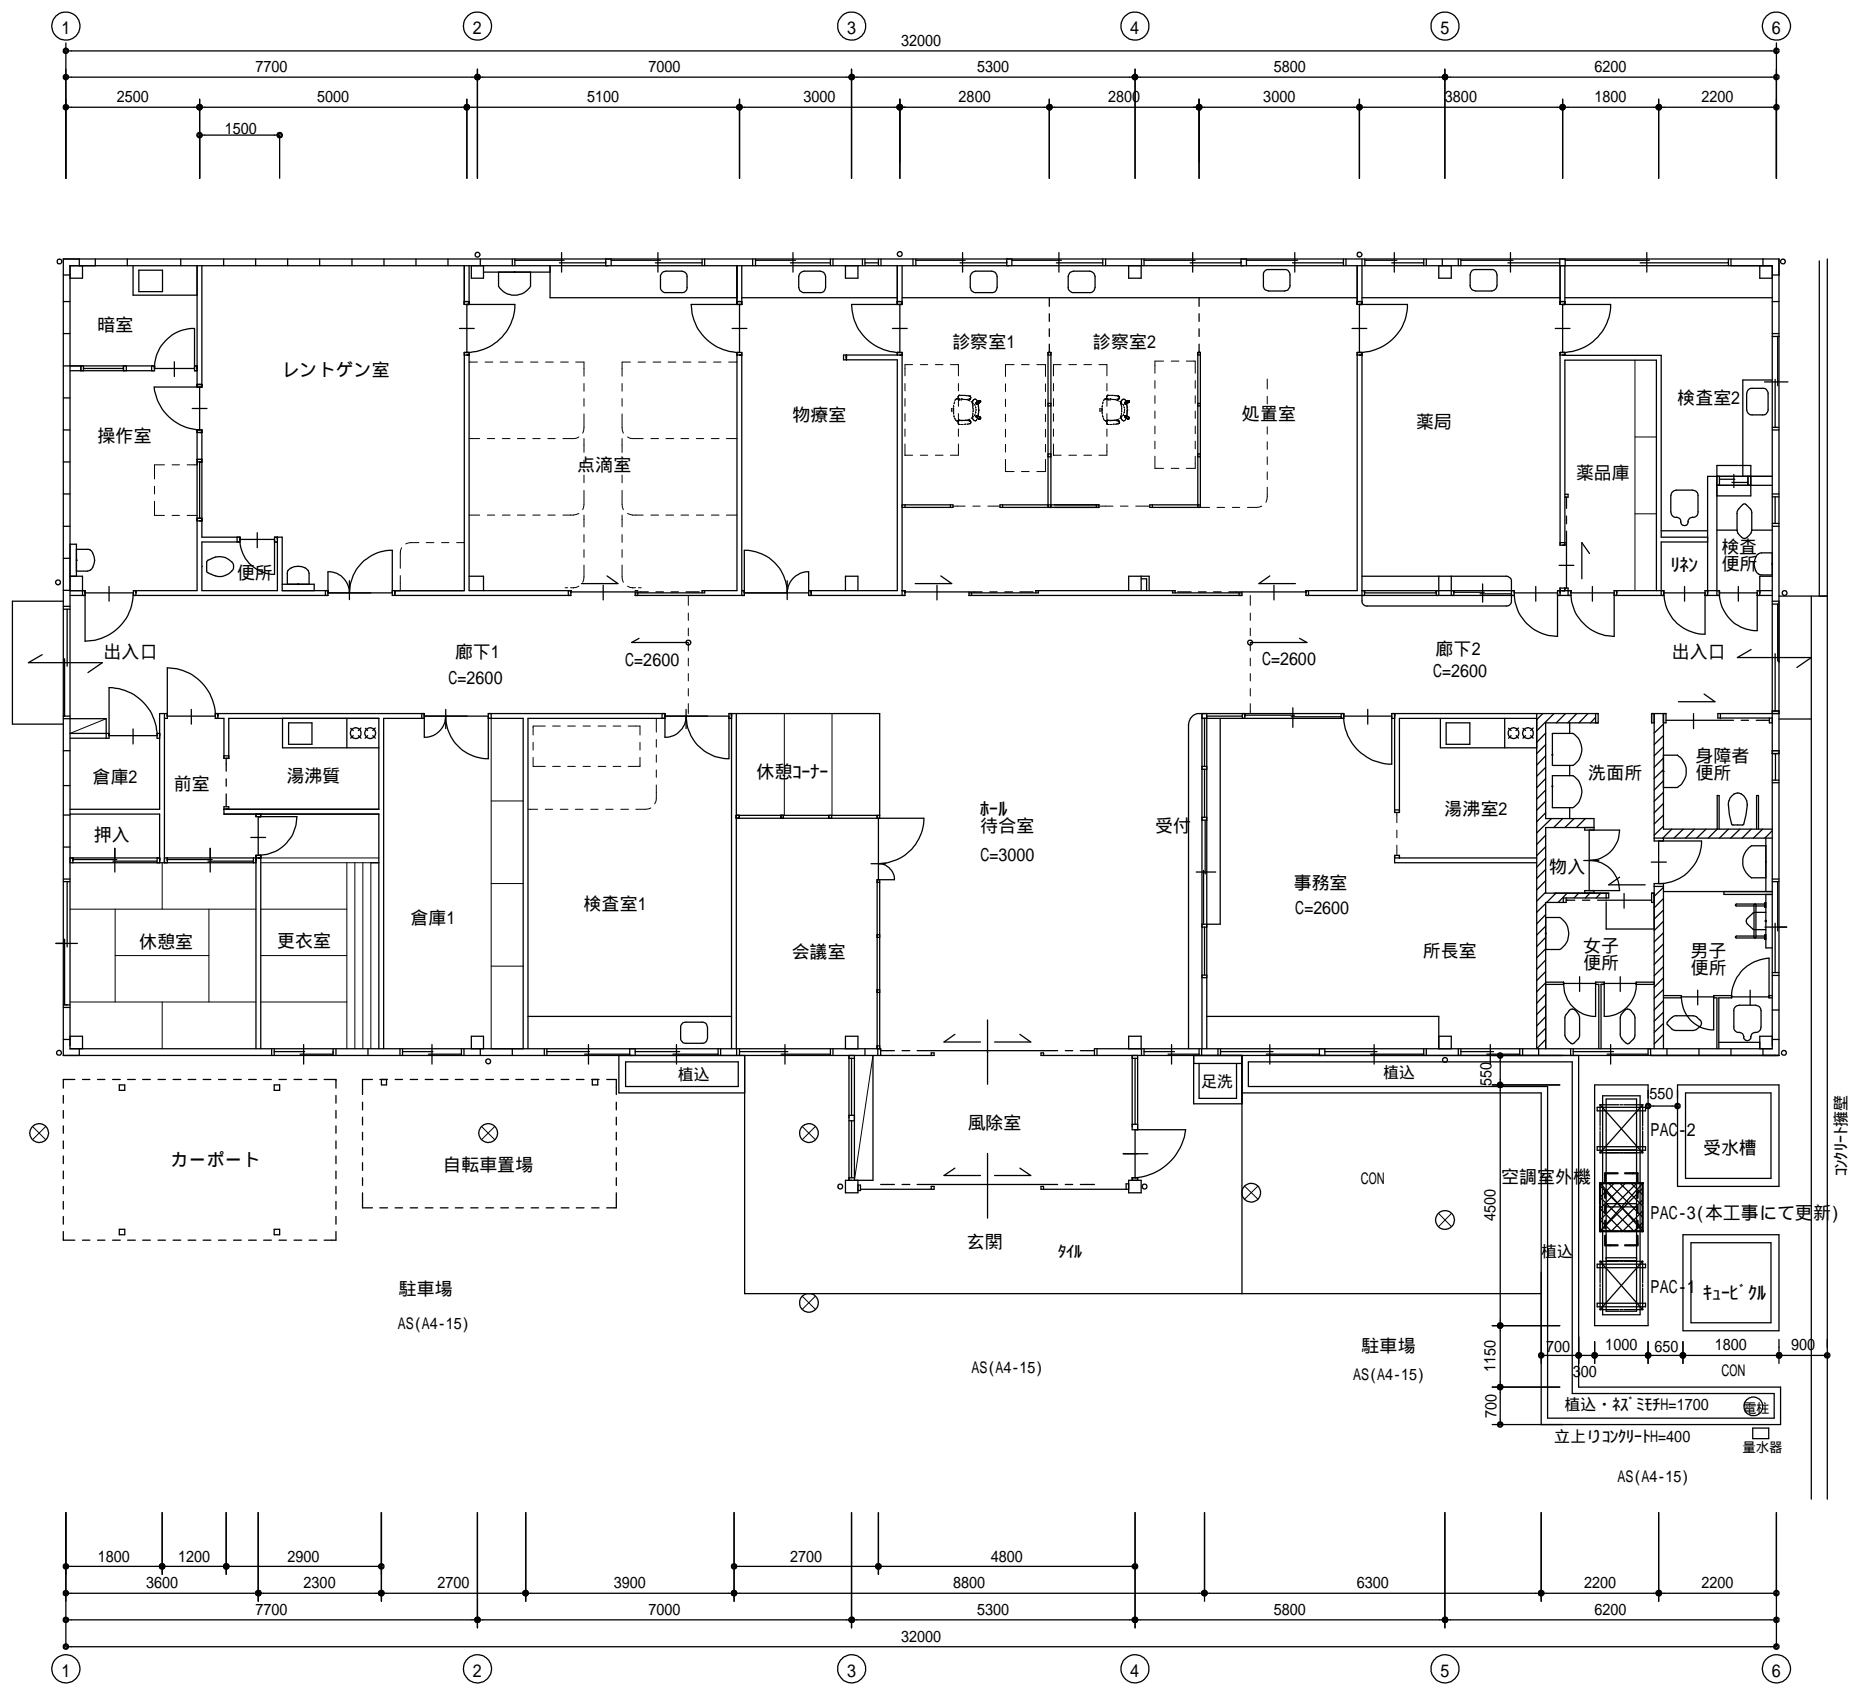 1 2 3 4 5 6
32000
7700 7000 5300 5800 6200
2500 5000 5100 3000 2800 2800 3000 3800 1800 2200
1500
暗室
レントゲン室
診察室1
診察室2
検査室2
操作室
物療室
処置室
薬局
点滴室
薬品庫
便所
リネン
検査
便所
出入口
廊下1
C=2600
C=2600
C=2600
廊下2
C=2600
出入口
倉庫2
前室
湯沸質
休憩コーナー
ホール
待合室
C=3000
受付
湯沸室2
洗面所
身障者
便所
押入
物入
休憩室
更衣室
倉庫1
検査室1
会議室
事務室
C=2600
所長室
女子
便所
男子
便所
植込
足洗
植込
550
550
カーポート
自転車置場
風除室
CON
空調室外機
PAC-2
受水槽
コンクリート擁壁
4500
PAC-3(本工事にて更新)
玄関
タイル
植込
PAC-1
キュービクル
駐車場
AS(A4-15)
AS(A4-15)
駐車場
AS(A4-15)
1150
700 1000 650 1800 900
300
CON
700
植込・ネズミモチH=1700
電柱
立上りコンクリートH=400
量水器
AS(A4-15)
1800 1200 2900 2700 4800
3600 2300 2700 3900 8800 6300 2200 2200
7700 7000 5300 5800 6200
32000
1 2 3 4 5 6